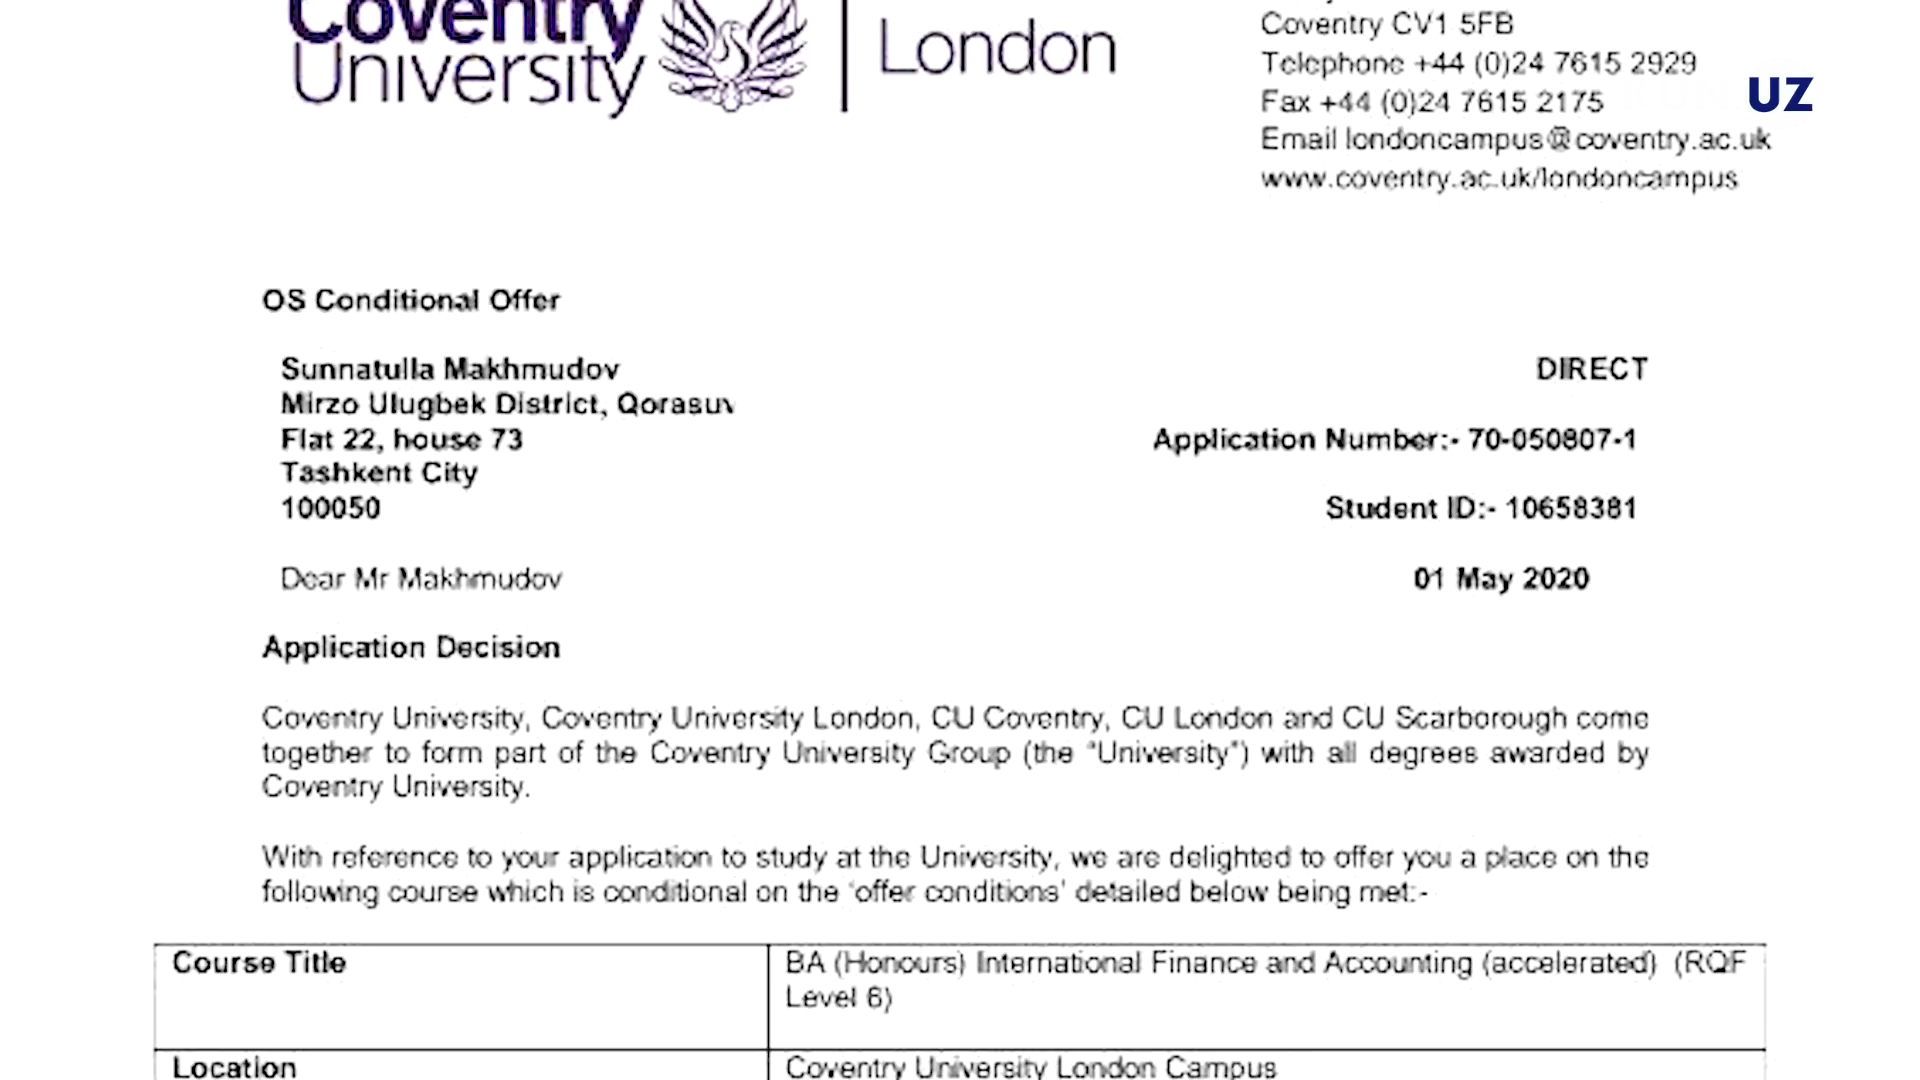 Coventry
University
London
Coventry CV1 5FB
Telephone +44 (0)24 7615 2929
Fax +44 (0)24 7615 2175
UZ
Email londoncampus@coventry.ac.uk
www.coventry.ac.uk/londoncampus
OS Conditional Offer
Sunnatulla Makhmudov
DIRECT
Mirzo Ulugbek District, Qorasuv
Flat 22, house 73
Application Number:- 70-050807-1
Tashkent City
100050
Student ID:- 10658381
Dear Mr Makhmudov
01 May 2020
Application Decision
Coventry University, Coventry University London, CU Coventry, CU London and CU Scarborough come
together to form part of the Coventry University Group (the “University”) with all degrees awarded by
Coventry University.
With reference to your application to study at the University, we are delighted to offer you a place on the
following course which is conditional on the ‘offer conditions’ detailed below being met:-
Course Title
BA (Honours) International Finance and Accounting (accelerated) (RQF
Level 6)
Location
Coventry University London Campus